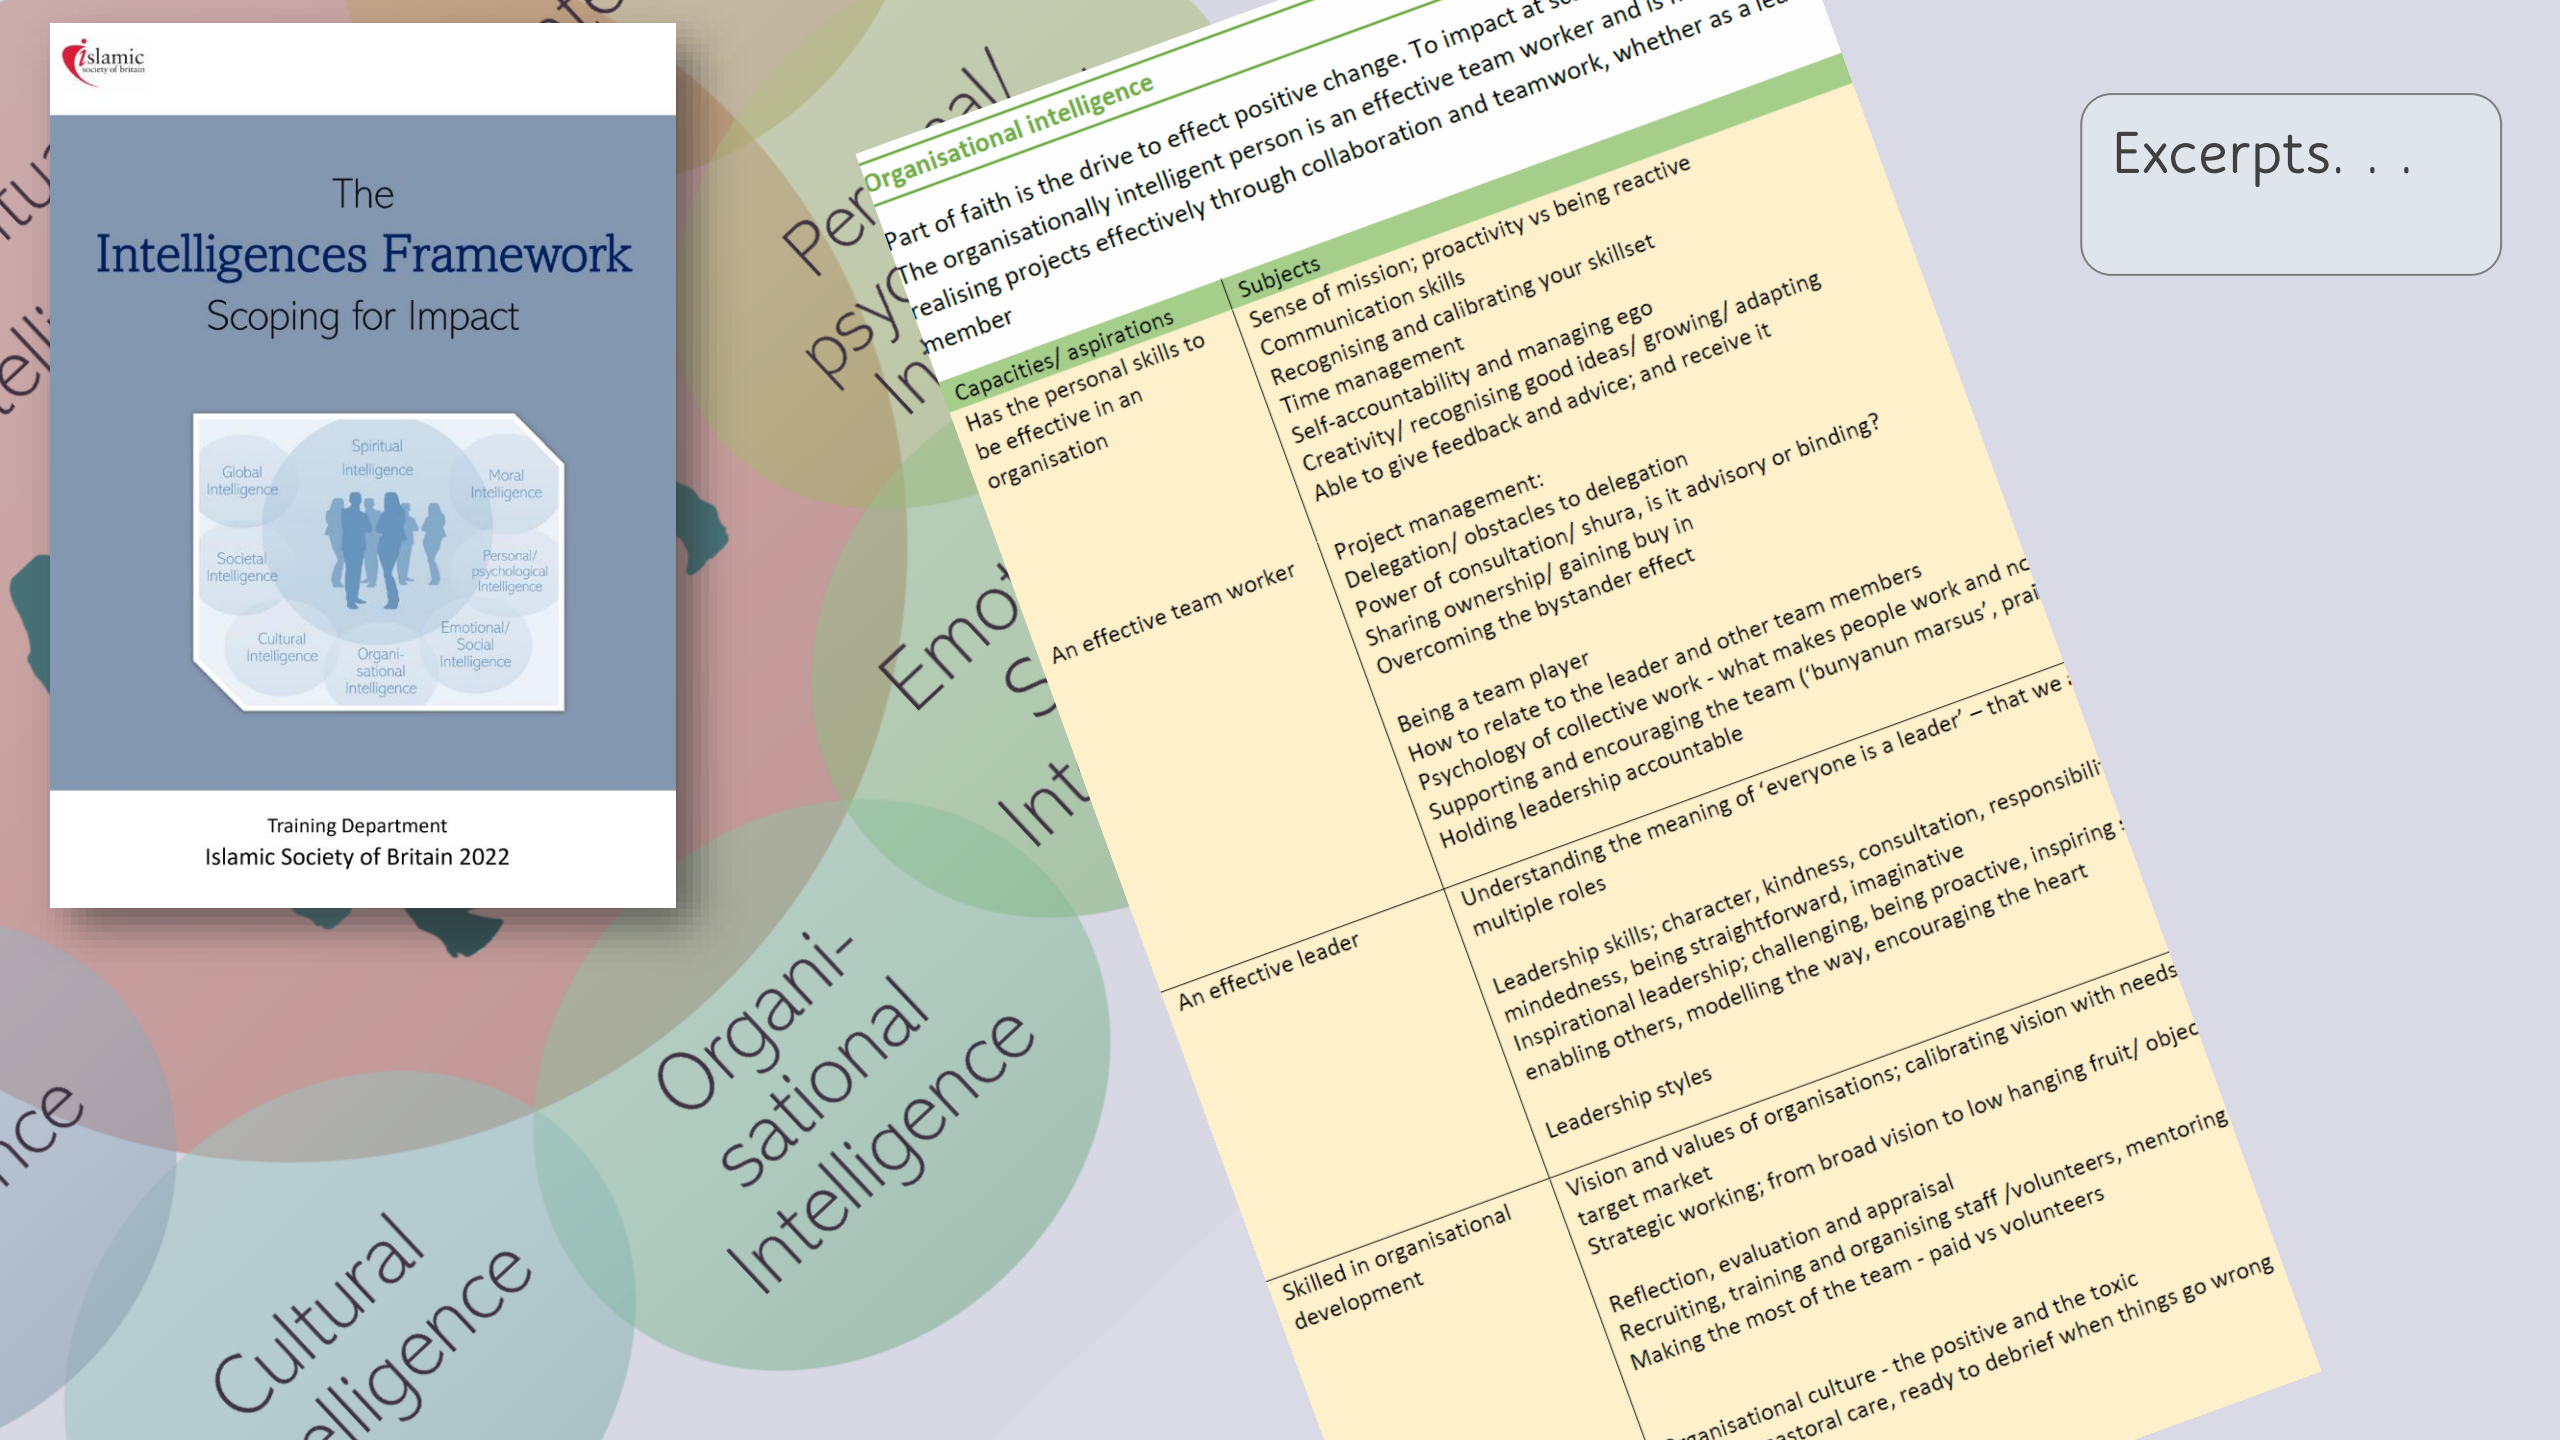 islamic
society of britain
The
Intelligences Framework
Scoping for Impact
Spiritual
Intelligence
Global
Intelligence
Moral
Intelligence
Societal
Intelligence
Personal/
psychological
Intelligence
Cultural
Intelligence
Organi-
sational
Intelligence
Emotional/
Social
Intelligence
Training Department
Islamic Society of Britain 2022
Organi-
sational
Intelligence
Cultural
Organisational intelligence
Part of faith is the drive to effect positive change. To impact at
The organisationally intelligent person is an effective team worker and is
realising projects effectively through collaboration and teamwork, whether as a
member
Capacities/ aspirations
Subjects
Has the personal skills to
be effective in an
organisation
Sense of mission; proactivity vs being reactive
Communication skills
Recognising and calibrating your skillset
Time management
Self-accountability and managing ego
Creativity/ recognising good ideas/ growing/ adapting
Able to give feedback and advice; and receive it
An effective team worker
Project management:
Delegation/ obstacles to delegation
Power of consultation/ shura, is it advisory or binding?
Sharing ownership/ gaining buy in
Overcoming the bystander effect
Being a team player
How to relate to the leader and other team members
Psychology of collective work - what makes people work and
Supporting and encouraging the team (‘bunyanun marsus’,
Holding leadership accountable
An effective leader
Understanding the meaning of ‘everyone is a leader’ – that we
multiple roles
Leadership skills; character, kindness, consultation,
mindedness, being straightforward, imaginative
Inspirational leadership; challenging, being proactive, inspiring
enabling others, modelling the way, encouraging the heart
Leadership styles
Skilled in organisational
development
Vision and values of organisations; calibrating vision with needs
target market
Strategic working; from broad vision to low hanging fruit/
Reflection, evaluation and appraisal
Recruiting, training and organising staff /volunteers, mentoring
Making the most of the team - paid vs volunteers
culture - the positive and the toxic
care, ready to debrief when things go wrong
Excerpts. . .